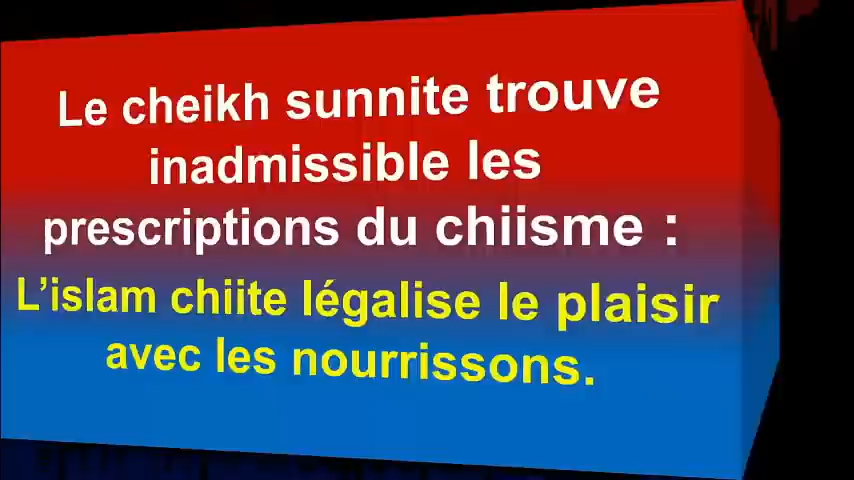 Le cheikh sunnite trouve
inadmissible les
prescriptions du chiisme :
L’islam chiite légalise le plaisir
avec les nourrissons.